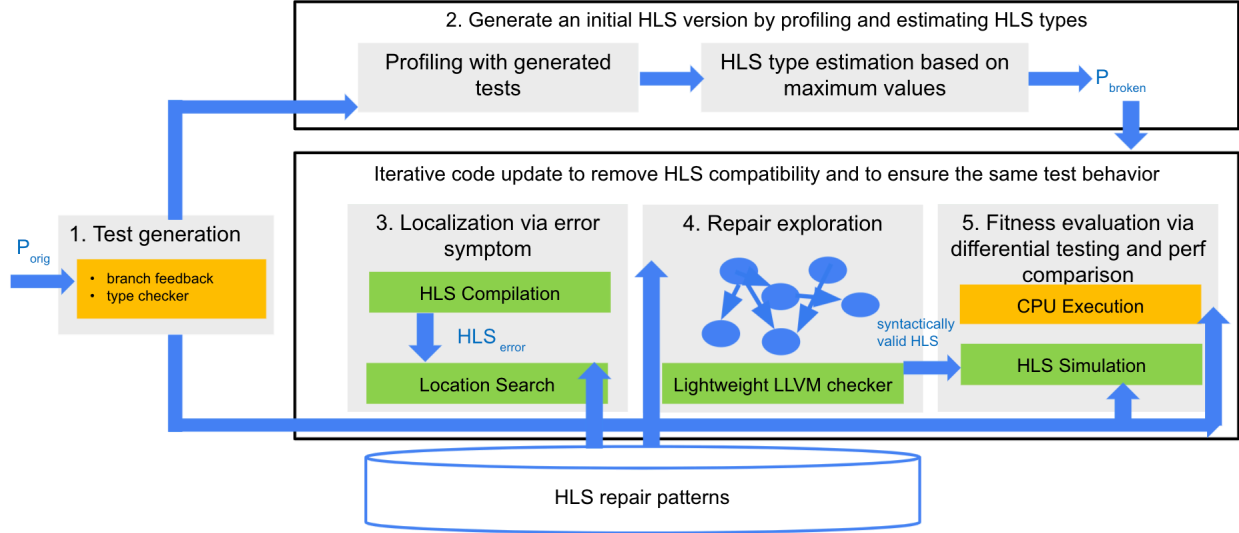 2. Generate an initial HLS version by profiling and estimating HLS types
Profiling with generated
tests
HLS type estimation based on
maximum values
P broken
Iterative code update to remove HLS compatibility and to ensure the same test behavior
P orig
1. Test generation
• branch feedback
• type checker
3. Localization via error
symptom
HLS Compilation
HLS error
Location Search
4. Repair exploration
Lightweight LLVM checker
syntactically
valid HLS
5. Fitness evaluation via
differential testing and perf
comparison
CPU Execution
HLS Simulation
HLS repair patterns